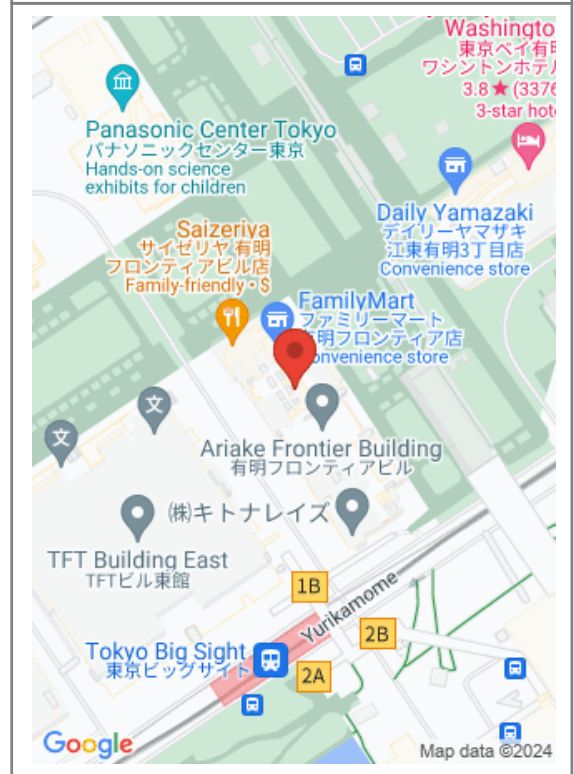 Washingto
東京ベイ有明
ワシントンホテル
3.8★(3376
3-star hote
Panasonic Center Tokyo
パナソニックセンター東京
Hands-on science
exhibits for children
Daily Yamazaki
デイリーヤマザキ
江東有明3丁目店
Convenience store
Saizeriya
サイゼリヤ 有明
フロンティアビル店
Family-friendly • $
FamilyMart
ファミリーマート
有明フロンティア店
Convenience store
文
文
Ariake Frontier Building
有明フロンティアビル
㈱キトナレイズ
TFT Building East
TFTビル東館
1B
Yurikamome
2B
Tokyo Big Sight
東京ビッグサイト
2A
Google
Map data ©2024